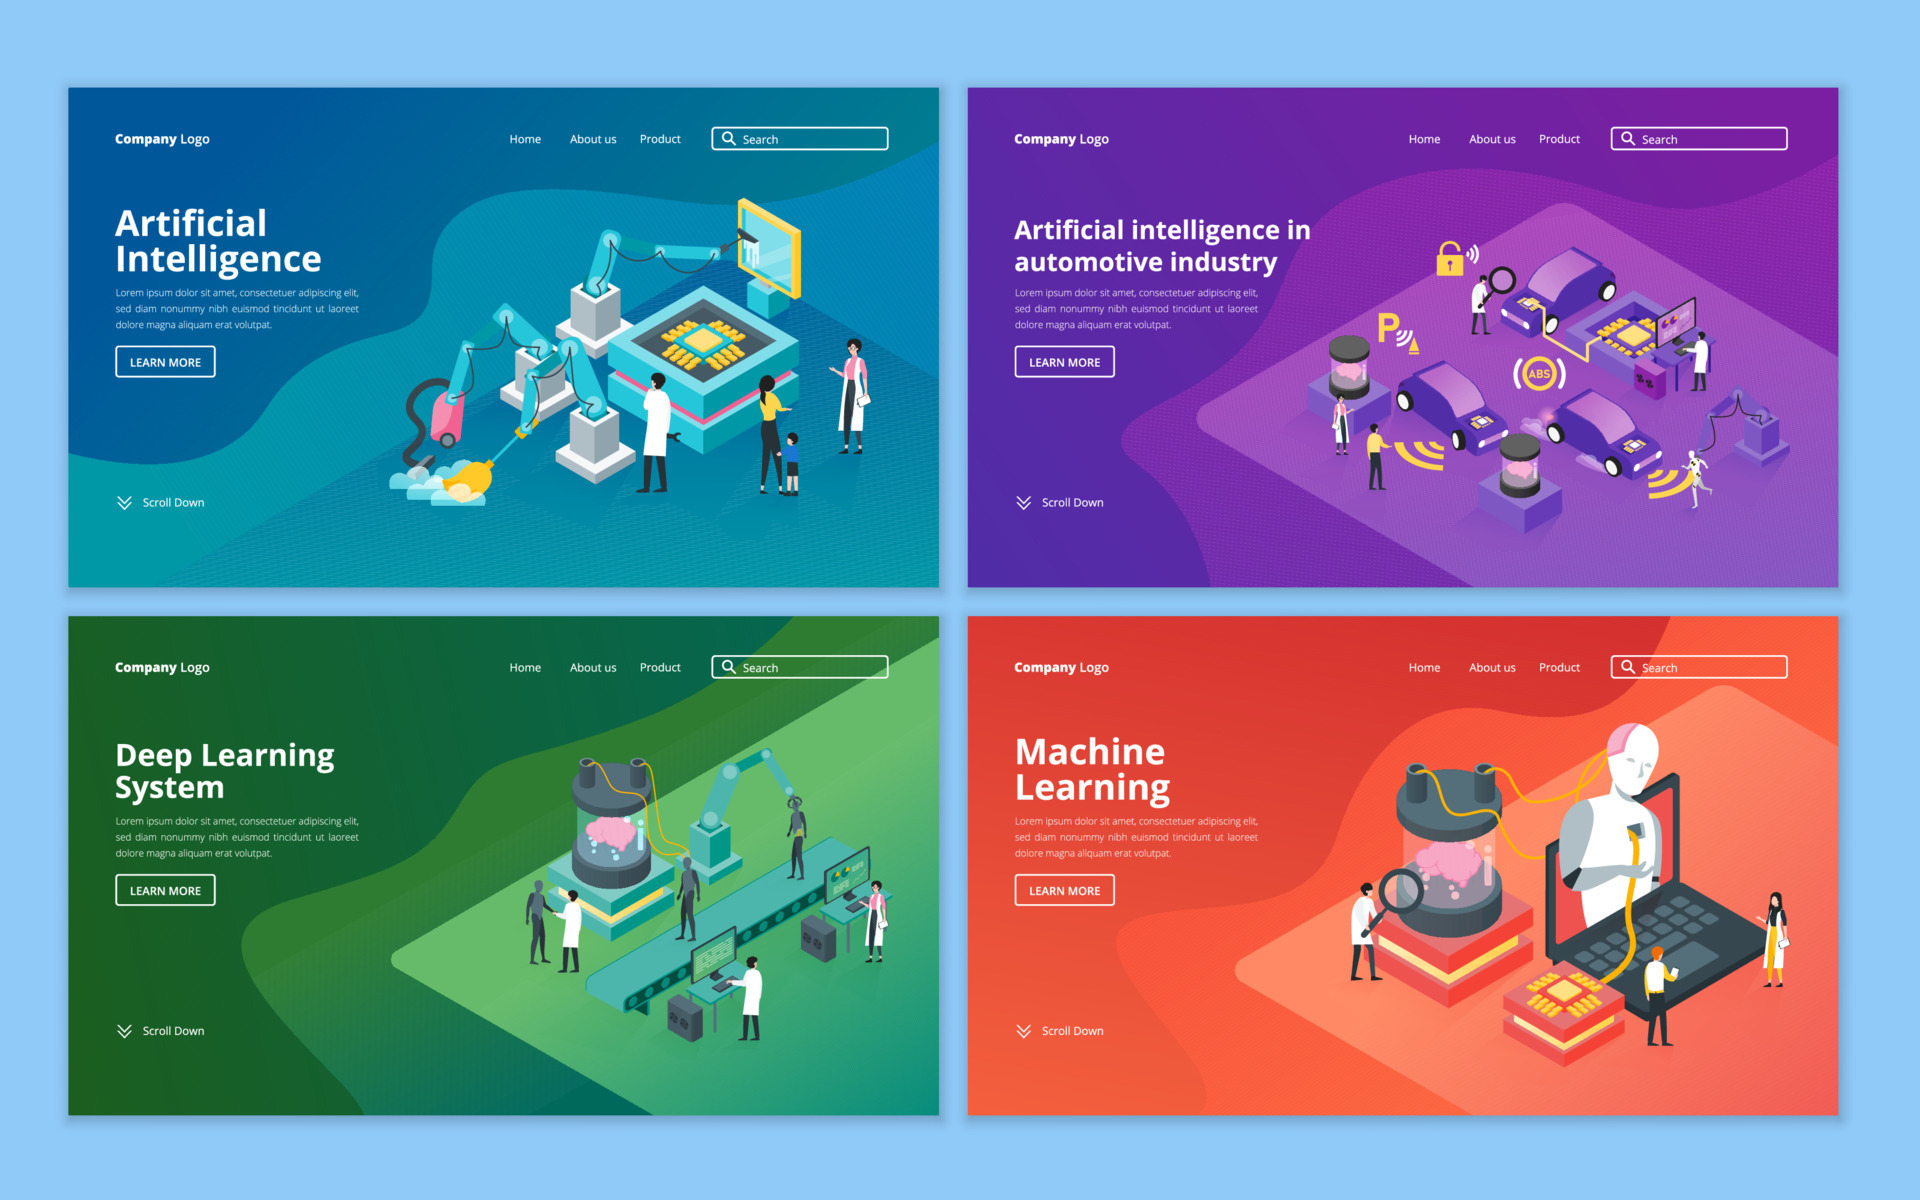 Company Logo
Home About us Product Search
Artificial
Intelligence
Lorem ipsum dolor sit amet, consectetuer adipiscing elit,
sed diam nonummy nibh euismod tincidunt ut laoreet
dolore magna aliquam erat volutpat.
LEARN MORE
Scroll Down
Company Logo
Home About us Product Search
Artificial intelligence in
automotive industry
Lorem ipsum dolor sit amet, consectetuer adipiscing elit,
sed diam nonummy nibh euismod tincidunt ut laoreet
dolore magna aliquam erat volutpat.
LEARN MORE
P
ABS
Scroll Down
Company Logo
Home About us Product Search
Deep Learning
System
Lorem ipsum dolor sit amet, consectetuer adipiscing elit,
sed diam nonummy nibh euismod tincidunt ut laoreet
dolore magna aliquam erat volutpat.
LEARN MORE
Scroll Down
Company Logo
Home About us Product Search
Machine
Learning
Lorem ipsum dolor sit amet, consectetuer adipiscing elit,
sed diam nonummy nibh euismod tincidunt ut laoreet
dolore magna aliquam erat volutpat.
LEARN MORE
Scroll Down